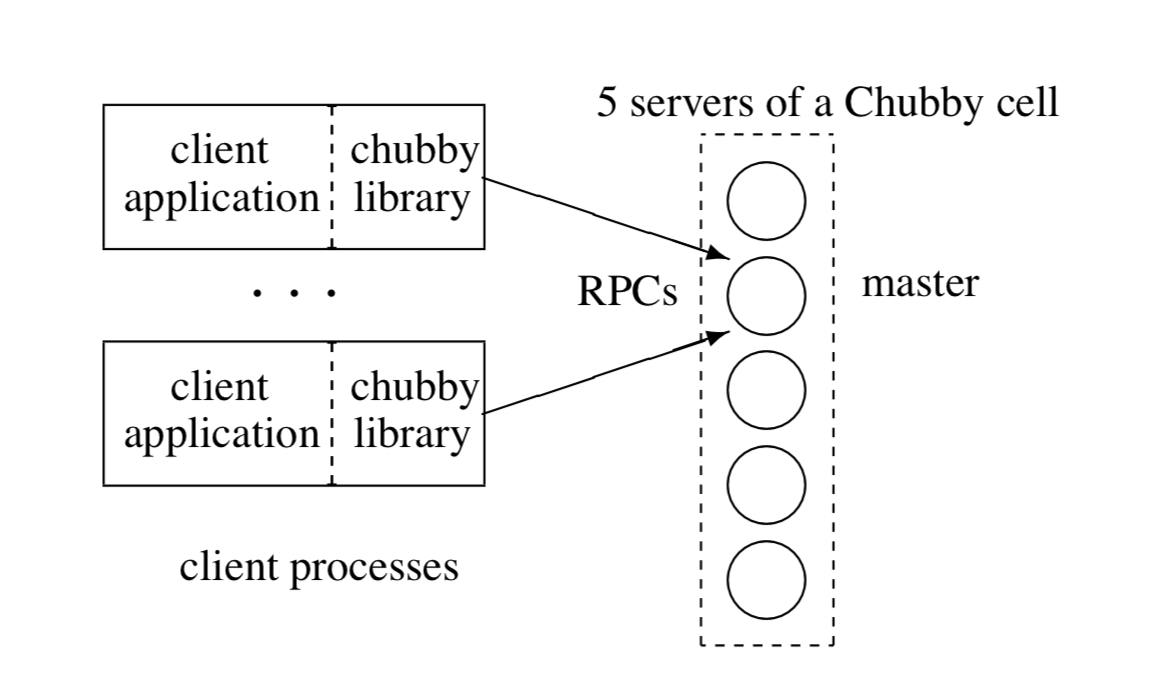 5 servers of a Chubby cell
client
application
chubby
library
. . .
RPCs
master
client
application
chubby
library
client processes